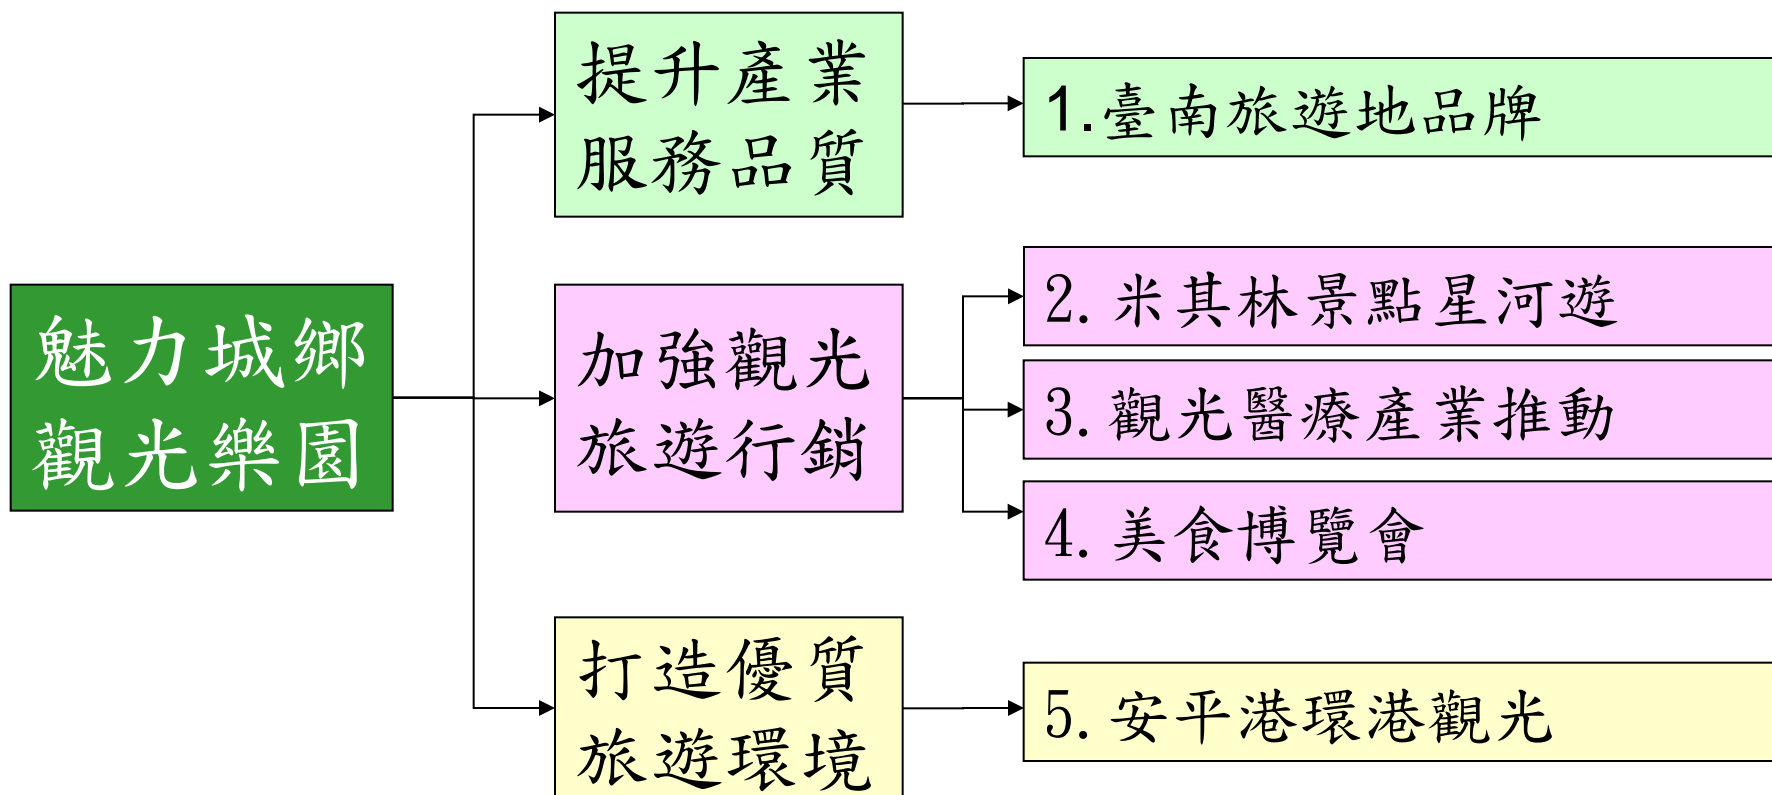 魅力城鄉
觀光樂園
提升產業
服務品質
1.臺南旅遊地品牌
加強觀光
旅遊行銷
2.米其林景點星河遊
3.觀光醫療產業推動
4.美食博覽會
打造優質
旅遊環境
5.安平港環港觀光